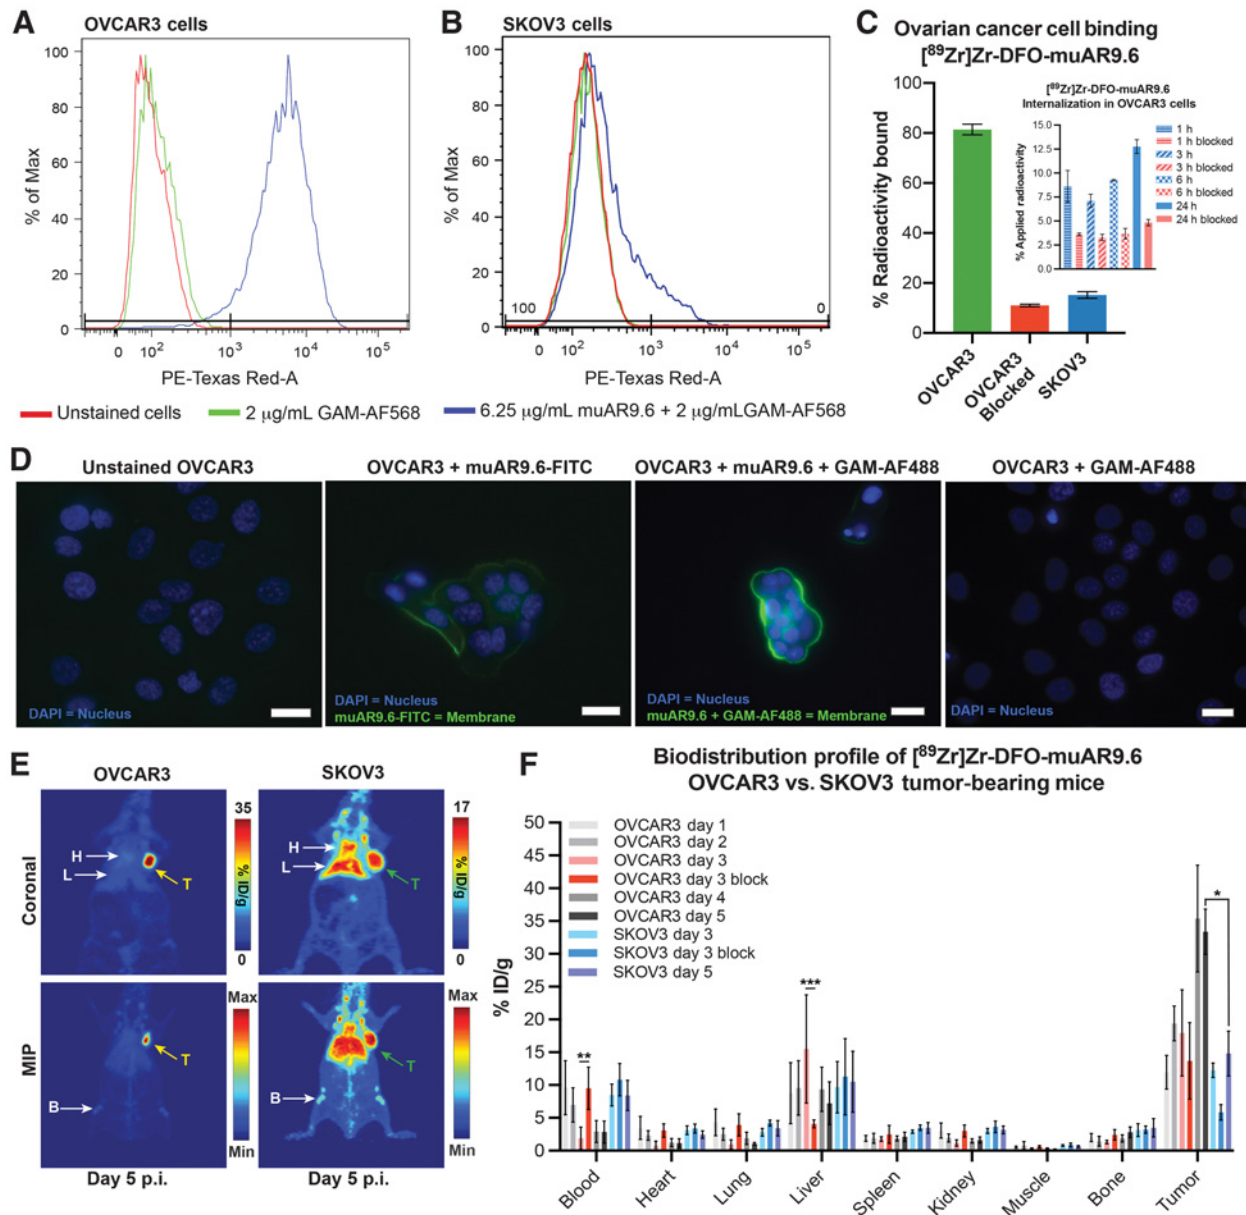 A
OVCAR3 cells
% of Max
100
80
60
40
20
0
0 10² 10³ 10⁴ 10⁵
PE-Texas Red-A
B
SKOV3 cells
% of Max
100
80
60
40
20
0
100 0
0 10² 10³ 10⁴ 10⁵
PE-Texas Red-A
Unstained cells
2 μg/mL GAM-AF568
6.25 μg/mL muAR9.6 + 2 μg/mLGAM-AF568
C
Ovarian cancer cell binding
[⁸⁹Zr]Zr-DFO-muAR9.6
% Radioactivity bound
100
80
60
40
20
0
OVCAR3
OVCAR3
Blocked
SKOV3
[⁸⁹Zr]Zr-DFO-muAR9.6
Internalization in OVCAR3 cells
% Applied radioactivity
15.0
12.5
10.0
7.5
5.0
2.5
0.0
1 h
1 h blocked
3 h
3 h blocked
6 h
6 h blocked
24 h
24 h blocked
D
Unstained OVCAR3
DAPI = Nucleus
OVCAR3 + muAR9.6-FITC
DAPI = Nucleus
muAR9.6-FITC = Membrane
OVCAR3 + muAR9.6 + GAM-AF488
DAPI = Nucleus
muAR9.6 + GAM-AF488 = Membrane
OVCAR3 + GAM-AF488
DAPI = Nucleus
E
OVCAR3
SKOV3
Coronal
H
L
T
35
% ID/g
0
H
L
T
17
% ID/g
0
MIP
B
T
Max
Min
B
T
Max
Min
Day 5 p.i.
Day 5 p.i.
F
Biodistribution profile of [⁸⁹Zr]Zr-DFO-muAR9.6
OVCAR3 vs. SKOV3 tumor-bearing mice
% ID/g
50
45
40
35
30
25
20
15
10
5
0
OVCAR3 day 1
OVCAR3 day 2
OVCAR3 day 3
OVCAR3 day 3 block
OVCAR3 day 4
OVCAR3 day 5
SKOV3 day 3
SKOV3 day 3 block
SKOV3 day 5
**
***
*
Blood
Heart
Lung
Liver
Spleen
Kidney
Muscle
Bone
Tumor